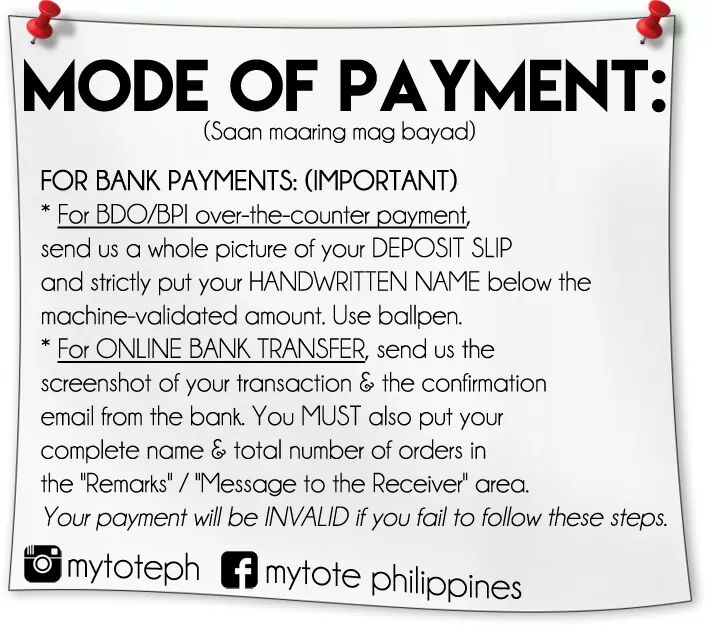 MODE OF PAYMENT:
(Saan maaring mag bayad)
FOR BANK PAYMENTS: (IMPORTANT)
* For BDO/BPI over-the-counter payment,
send us a whole picture of your DEPOSIT SLIP
and strictly put your HANDWRITTEN NAME below the
machine-validated amount. Use ballpen.
* For ONLINE BANK TRANSFER, send us the
screenshot of your transaction & the confirmation
email from the bank. You MUST also put your
complete name & total number of orders in
the "Remarks" / "Message to the Receiver" area.
Your payment will be INVALID if you fail to follow these steps.
mytoteph
mytote philippines